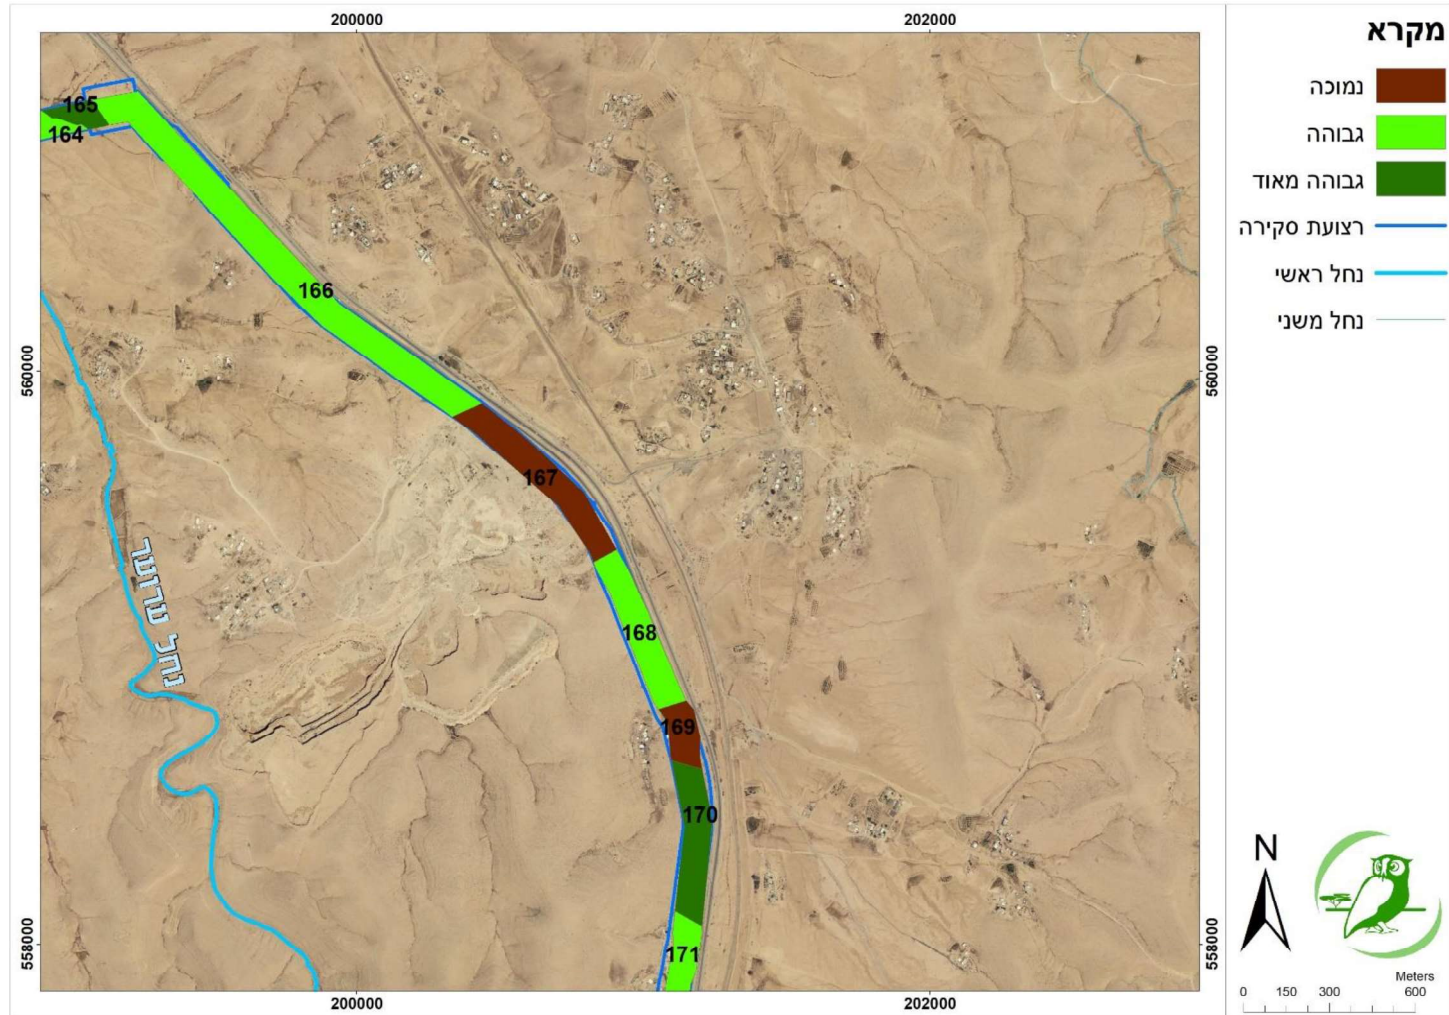 200000
202000
165
164
166
560000
560000
167
168
169
170
171
558000
558000
200000
202000
נחל ערוער
מקרא
נמוכה
גבוהה
גבוהה מאוד
רצועת סקירה
נחל ראשי
נחל משני
N
Meters
0 150 300 600